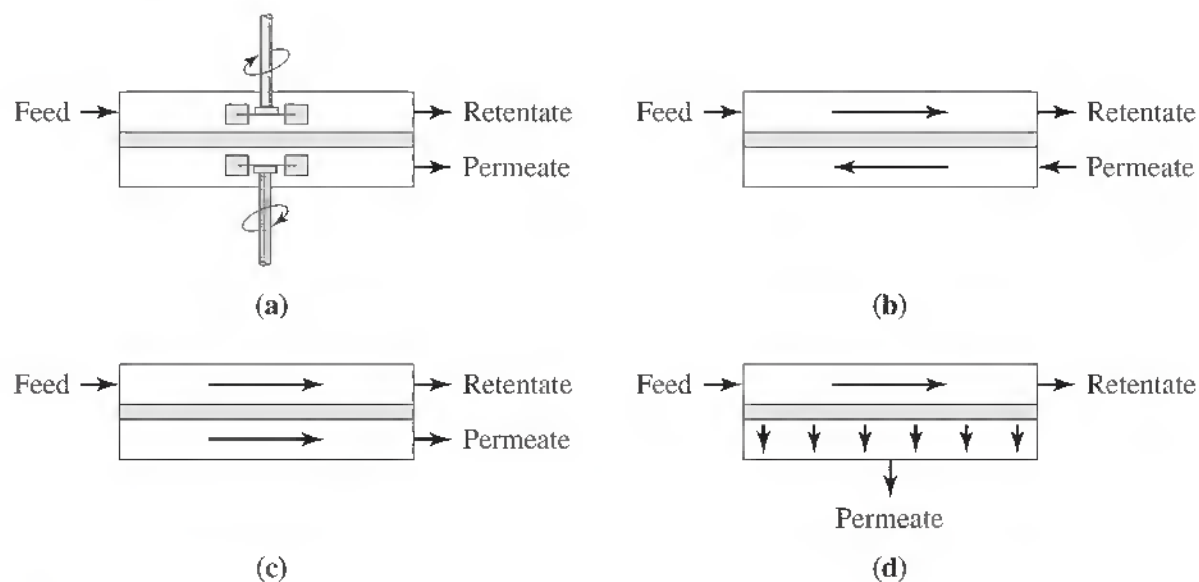 Feed
Retentate
Permeate
(a)
Feed
Retentate
Permeate
(b)
Feed
Retentate
Permeate
(c)
Feed
Retentate
Permeate
(d)